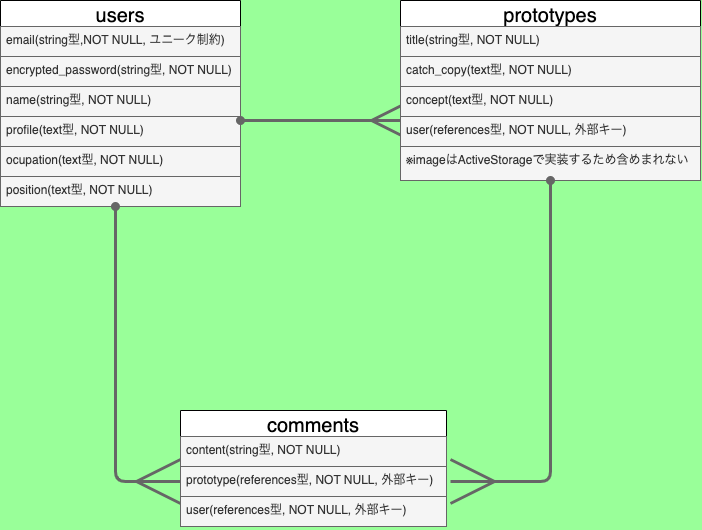 users
email(string型,NOT NULL, ユニーク制約)
encrypted_password(string型, NOT NULL)
name(string型, NOT NULL)
profile(text型, NOT NULL)
ocupation(text型, NOT NULL)
position(text型, NOT NULL)
prototypes
title(string型, NOT NULL)
catch_copy(text型, NOT NULL)
concept(text型, NOT NULL)
user(references型, NOT NULL, 外部キー)
※imageはActiveStorageで実装するため含めまれない
comments
content(string型, NOT NULL)
prototype(references型, NOT NULL, 外部キー)
user(references型, NOT NULL, 外部キー)